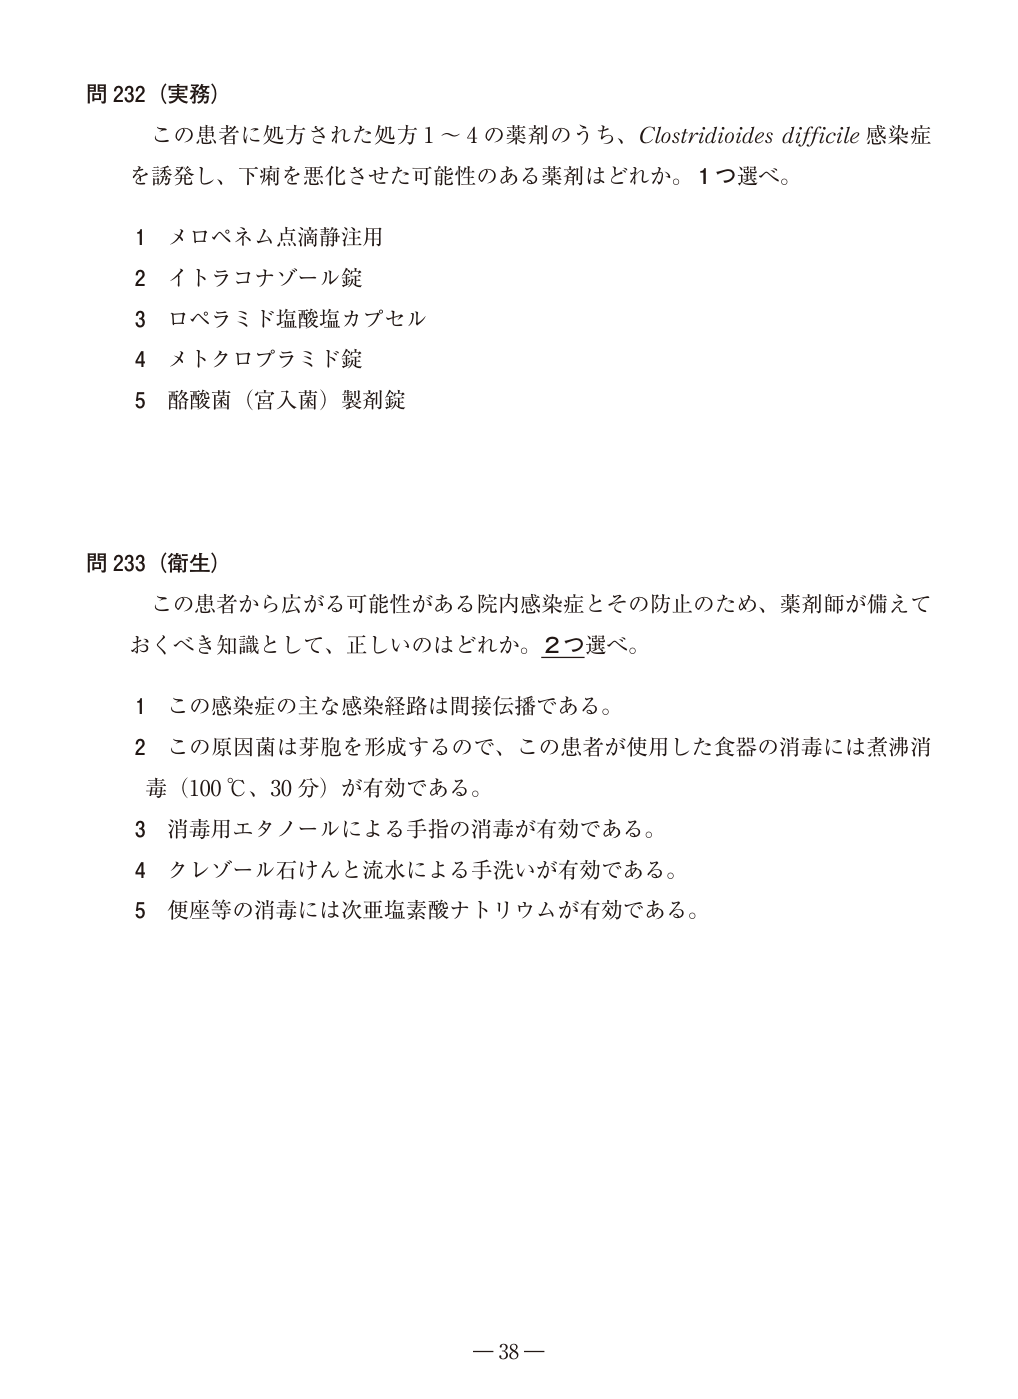 問 232（実務）
この患者に処方された処方１～４の薬剤のうち、Clostridioides difficile 感染症
を誘発し、下痢を悪化させた可能性のある薬剤はどれか。１つ選べ。
1 メロペネム点滴静注用
2 イトラコナゾール錠
3 ロペラミド塩酸塩カプセル
4 メトクロプラミド錠
5 酪酸菌（宮入菌）製剤錠
問 233（衛生）
この患者から広がる可能性がある院内感染症とその防止のため、薬剤師が備えて
おくべき知識として、正しいのはどれか。２つ選べ。
1 この感染症の主な感染経路は間接伝播である。
2 この原因菌は芽胞を形成するので、この患者が使用した食器の消毒には煮沸消
毒（100 ℃、30 分）が有効である。
3 消毒用エタノールによる手指の消毒が有効である。
4 クレゾール石けんと流水による手洗いが有効である。
5 便座等の消毒には次亜塩素酸ナトリウムが有効である。
― 38 ―